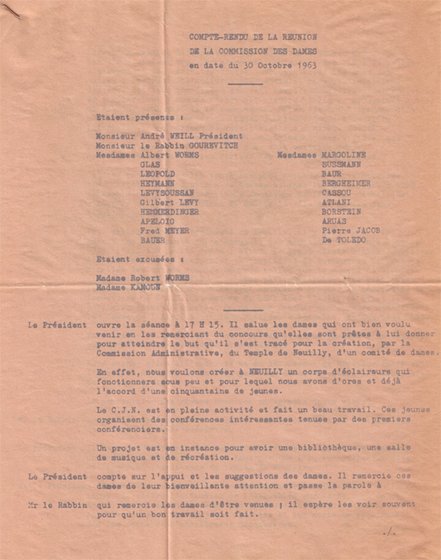 COMPTE-RENDU DE LA REUNION
DE LA COMMISSION DES DAMES
en date du 30 Octobre 1963
Etaient présents :
Monsieur André WEILL Président
Monsieur le Rabbin GOUREVITCH
Mesdames Albert WORMS Mesdames MARGOLINE
GLAS SUSSMANN
LEOPOLD BAUR
HEYMANN BERGHEIMER
LEVYSOUSSAN CASSOU
Gilbert LEVY ATLANI
HEMMERDINGER BORSTEIN
APELOIG ARUAS
Fred MEYER Pierre JACOB
BAUER De TOLEDO
Etaient excusées :
Madame Robert WORMS
Madame KAMOUN
Le Président ouvre la séance à 17 H 15. Il salue les dames qui ont bien voulu
venir en les remerciant du concours qu'elles sont prêtes à lui donner
pour atteindre le but qu'il s'est tracé pour la création, par la
Commission Administrative, du Temple de Neuilly, d'un comité de dames.
En effet, nous voulons créer à NEUILLY un corps d'éclaireurs qui
fonctionnera sous peu et pour lequel nous avons d'ores et déjà
l'accord d'une cinquantaine de jeunes.
Le C.J.N. est en pleine activité et fait un beau travail. Ces jeunes
organisent des conférences intéressantes tenues par des premiers
conférenciers.
Un projet est en instance pour avoir une bibliothèque, une salle
de musique et de récréation.
Le Président compte sur l'appui et les suggestions des dames. Il remercie ces
dames de leur bienveillante attention et passe la parole à
Mr le Rabbin qui remercie les dames d'être venues ; il espère les voir souvent
pour qu'un bon travail soit fait.
./.